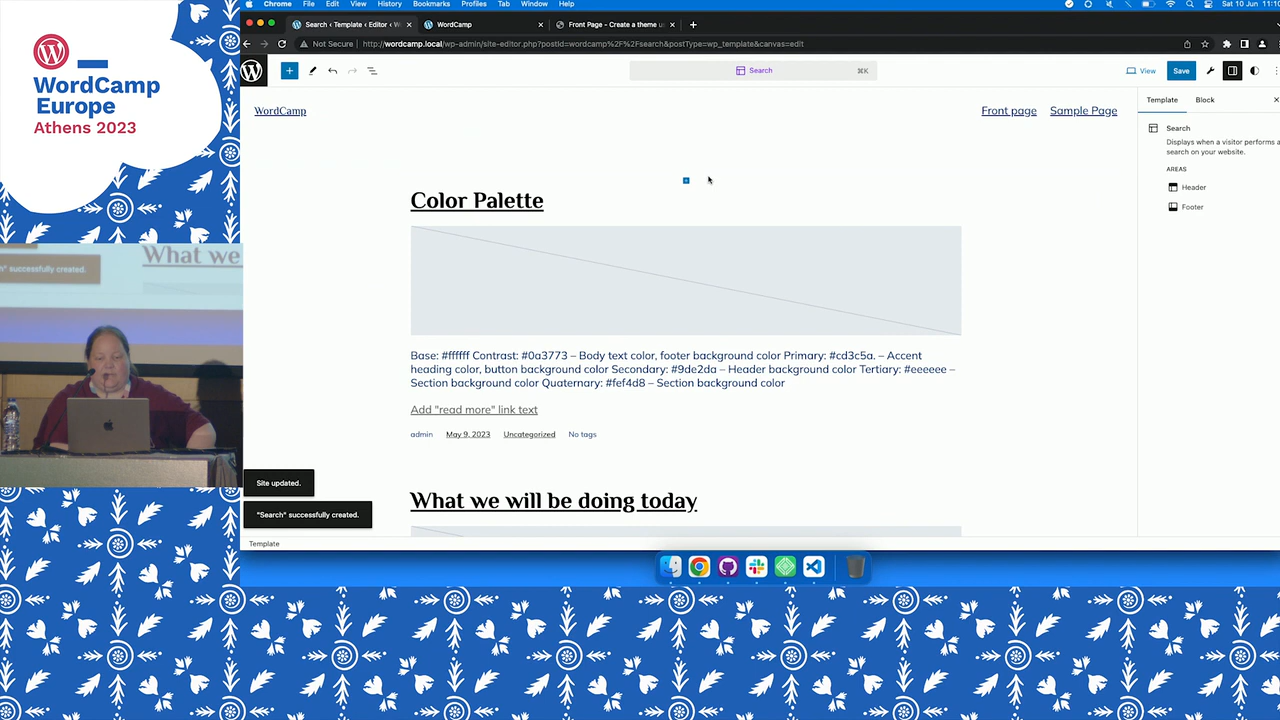 WordCamp
Europe
Athens 2023
What we
" successfully created.
Chrome File Edit View History Bookmarks Profiles Tab Window Help
Sat 10 Jun 11:10
Search ‹ Template ‹ Editor ‹ W
WordCamp
Front Page - Create a theme u
Not Secure http://wordcamp.local/wp-admin/site-editor.php?postId=wordcamp%2F%2Fsearch&postType=wp_template&canvas=edit
Search
⌘K
View
Save
WordCamp
Front page
Sample Page
Template
Block
Search
Displays when a visitor performs a
search on your website.
AREAS
Header
Footer
Color Palette
Base: #ffffff Contrast: #0a3773 – Body text color, footer background color Primary: #cd3c5a. – Accent
heading color, button background color Secondary: #9de2da – Header background color Tertiary: #eeeeee –
Section background color Quaternary: #fef4d8 – Section background color
Add "read more" link text
admin May 9, 2023 Uncategorized No tags
What we will be doing today
Site updated.
"Search" successfully created.
Template